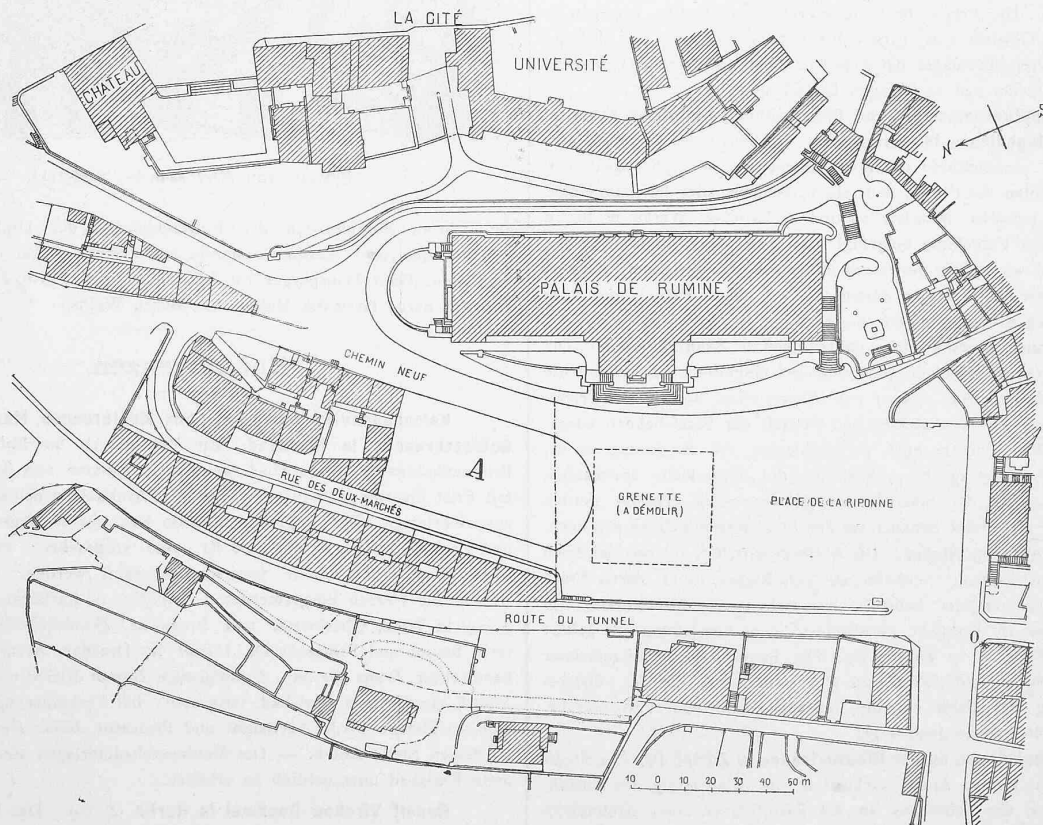 LA CITÉ
UNIVERSITÉ
CHÂTEAU
N
S
PALAIS DE RUMINE
CHEMIN NEUF
A
RUE DES DEUX-MARCHÉS
GRENETTE
(A DÉMOLIR)
PLACE DE LA RIPONNE
ROUTE DU TUNNEL
O
10 0 10 20 30 40 50 m